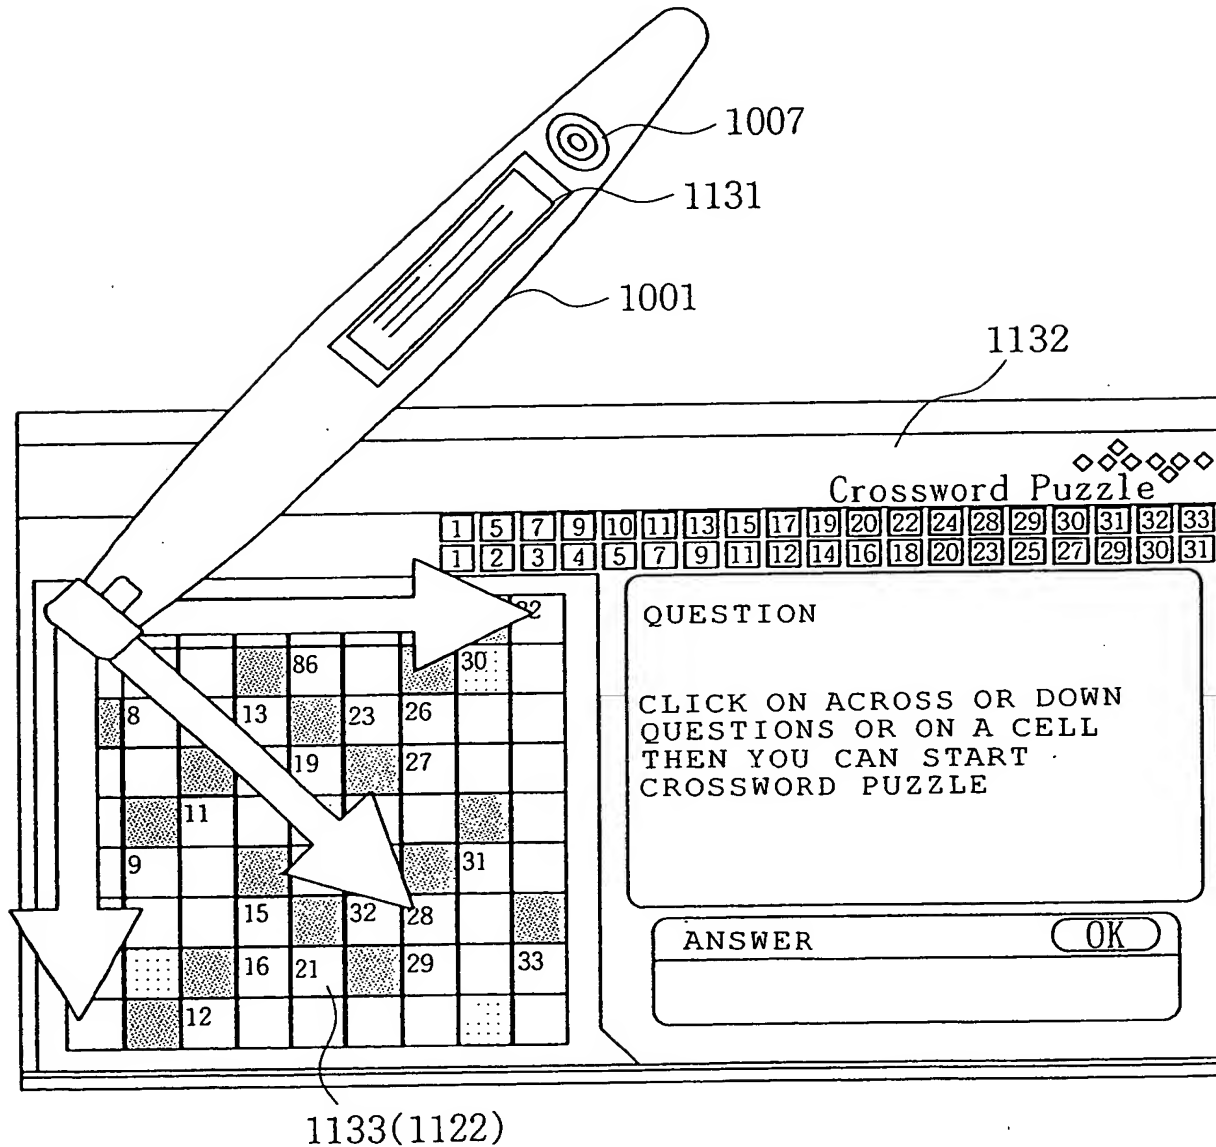 1007
1131
1001
1132
Crossword Puzzle
1 5 7 9 10 11 13 15 17 19 20 22 24 28 29 30 31 32 33
1 2 3 4 5 7 9 11 12 14 16 18 20 23 25 27 29 30 31
QUESTION
CLICK ON ACROSS OR DOWN
QUESTIONS OR ON A CELL
THEN YOU CAN START
CROSSWORD PUZZLE
ANSWER OK
86 30
8 13 23 26
19 27
11
9 31
15 32 28
16 21 29 33
12
1133(1122)